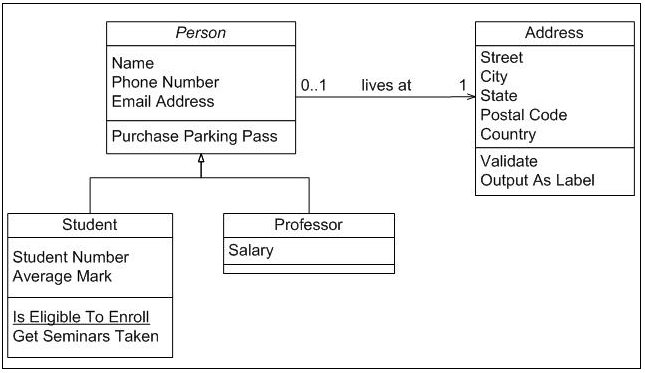 Person
Name
Phone Number
Email Address
Purchase Parking Pass
0..1 lives at 1
Address
Street
City
State
Postal Code
Country
Validate
Output As Label
Student
Student Number
Average Mark
Is Eligible To Enroll
Get Seminars Taken
Professor
Salary